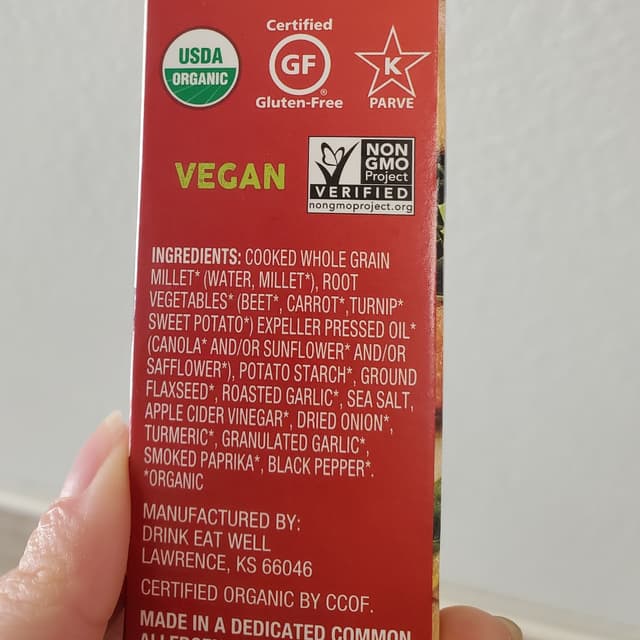 Certified
USDA
ORGANIC
GF
®
Gluten-Free
K
PARVE
VEGAN
NON
GMO
Project
VERIFIED
nongmoproject.org
INGREDIENTS: COOKED WHOLE GRAIN
MILLET* (WATER, MILLET*), ROOT
VEGETABLES* (BEET*, CARROT*,TURNIP*
SWEET POTATO*) EXPELLER PRESSED OIL*
(CANOLA* AND/OR SUNFLOWER* AND/OR
SAFFLOWER*), POTATO STARCH*, GROUND
FLAXSEED*, ROASTED GARLIC*, SEA SALT,
APPLE CIDER VINEGAR*, DRIED ONION*,
TURMERIC*, GRANULATED GARLIC*,
SMOKED PAPRIKA*, BLACK PEPPER*.
*ORGANIC
MANUFACTURED BY:
DRINK EAT WELL
LAWRENCE, KS 66046
CERTIFIED ORGANIC BY CCOF.
MADE IN A DEDICATED COMMON